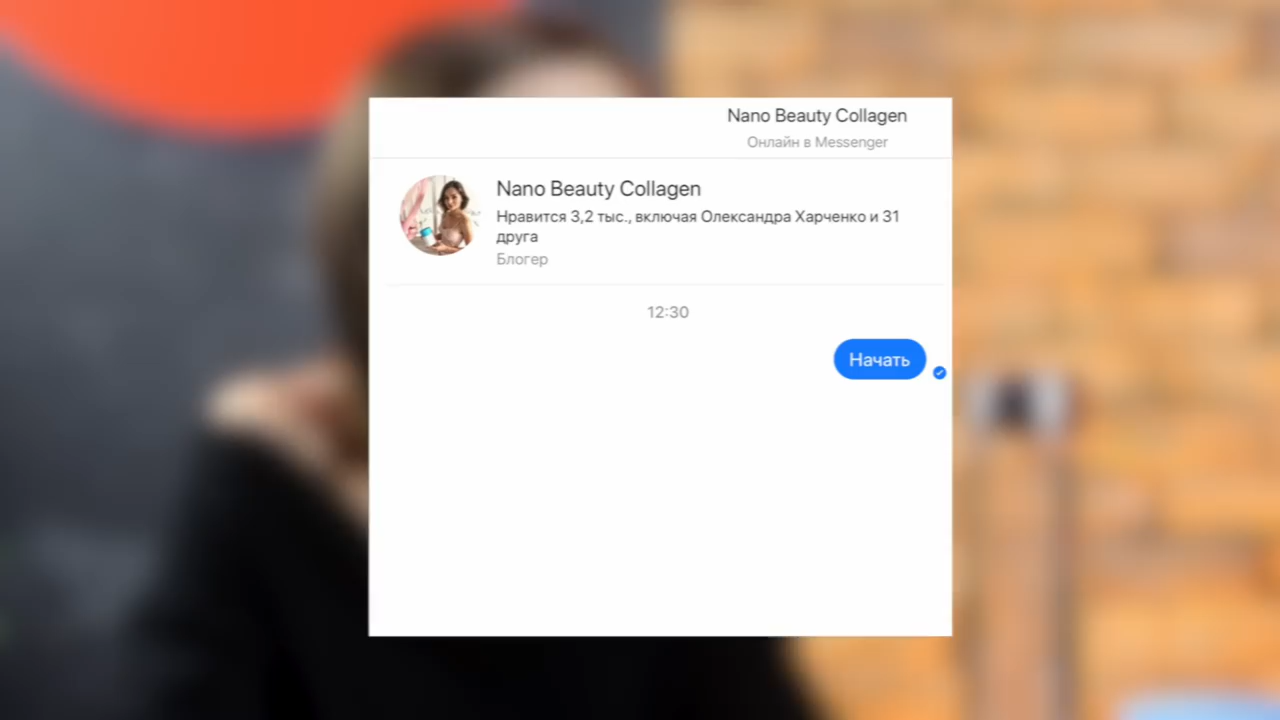 Nano Beauty Collagen
Онлайн в Messenger
Nano Beauty Collagen
Нравится 3,2 тыс., включая Олександра Харченко и 31
друга
Блогер
12:30
Начать